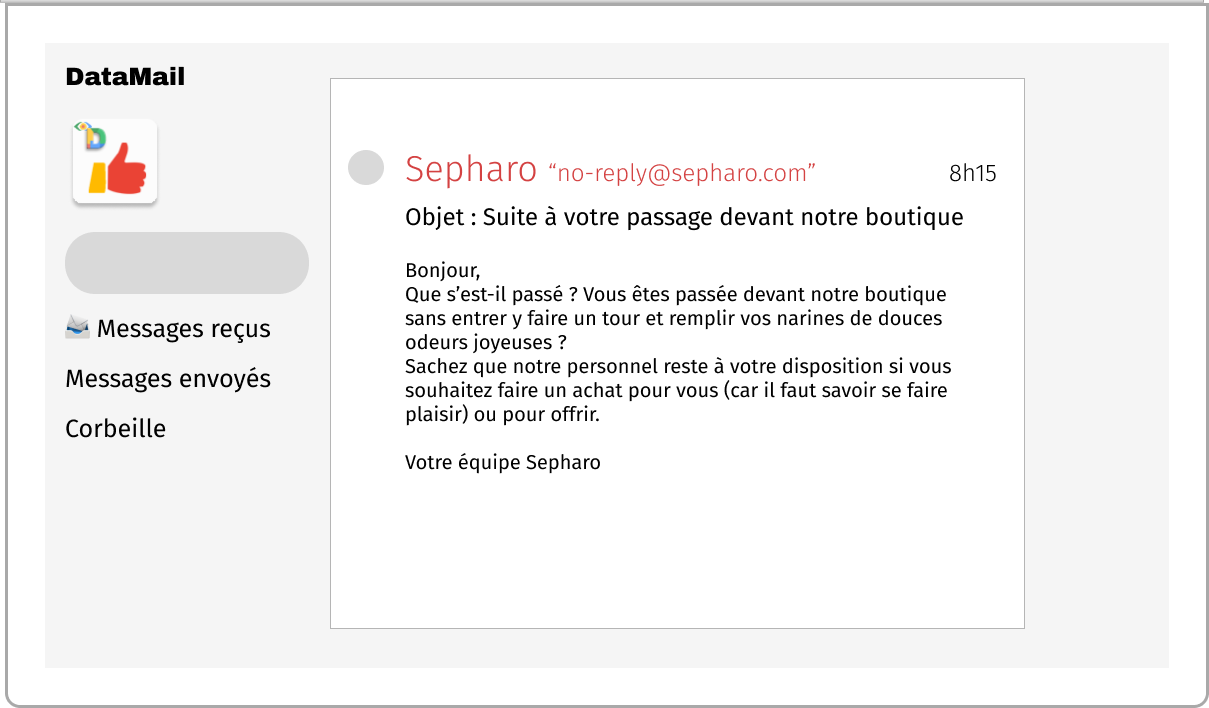 DataMail
D
Messages reçus
Messages envoyés
Corbeille
Sepharo “no-reply@sepharo.com” 8h15
Objet : Suite à votre passage devant notre boutique
Bonjour,
Que s’est-il passé ? Vous êtes passée devant notre boutique
sans entrer y faire un tour et remplir vos narines de douces
odeurs joyeuses ?
Sachez que notre personnel reste à votre disposition si vous
souhaitez faire un achat pour vous (car il faut savoir se faire
plaisir) ou pour offrir.
Votre équipe Sepharo